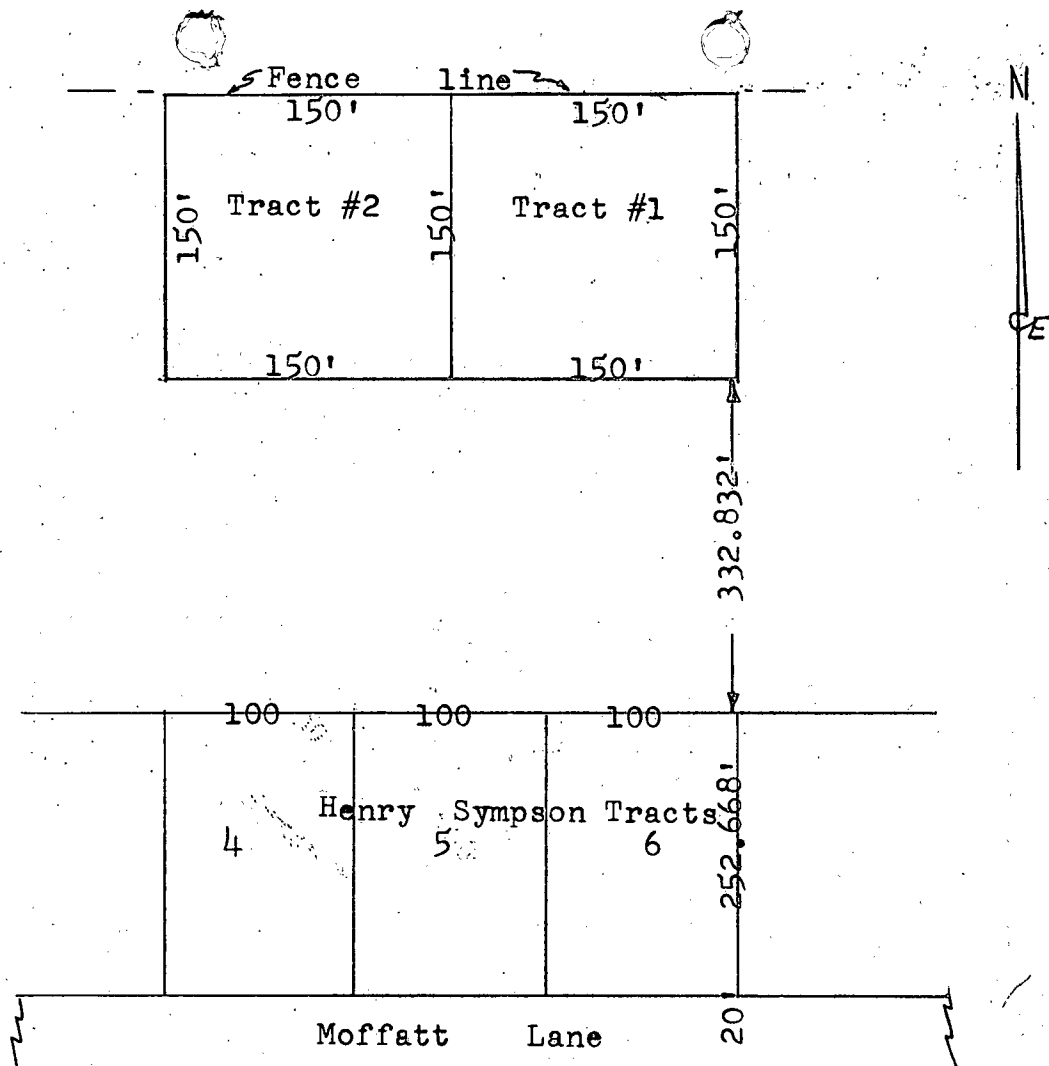 Fence line
N
150' 150'
150' Tract #2 150' Tract #1 150'
E
150' 150'
332.832'
100 100 100
Henry Sympson Tracts
4 5 6
252.668'
Moffatt Lane 20'